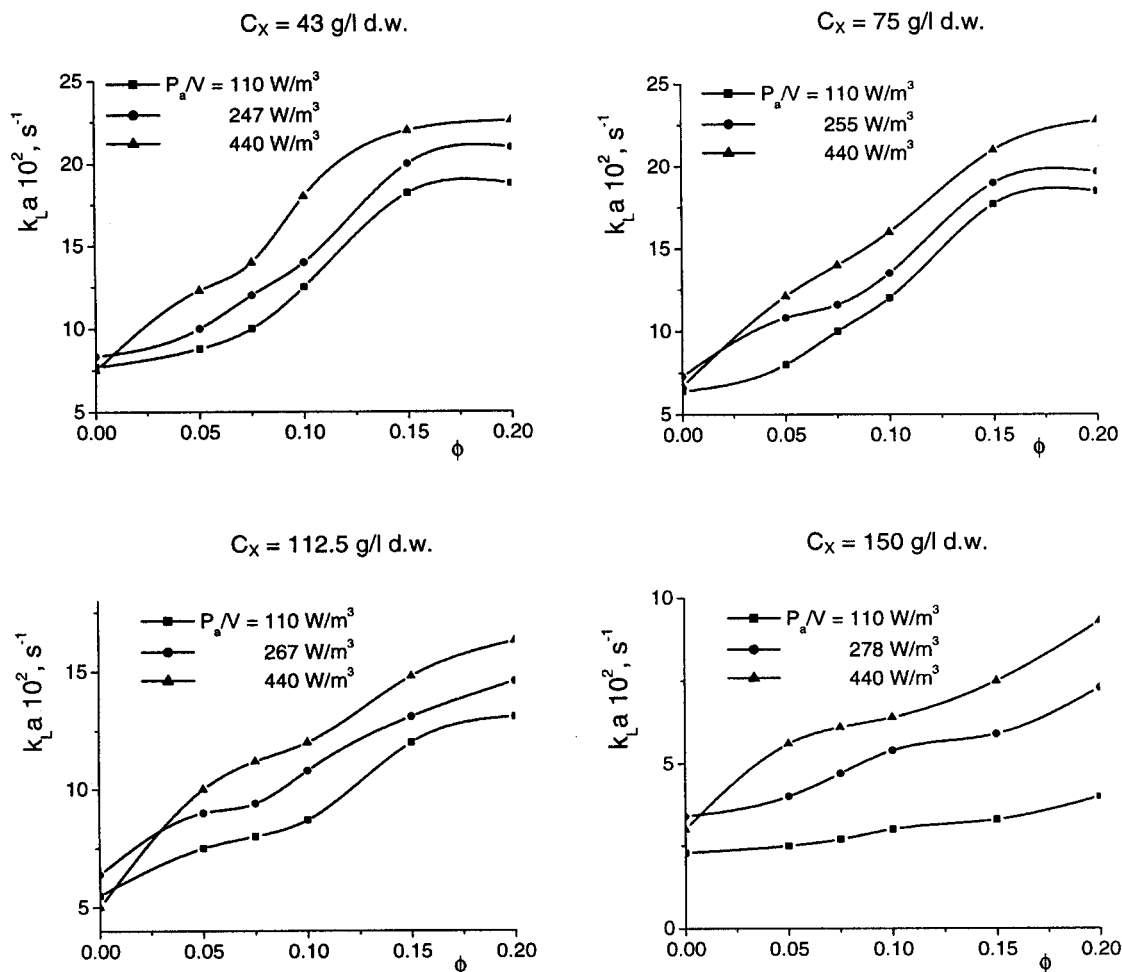 C_X = 43 g/l d.w.
P_a/V = 110 W/m³
247 W/m³
440 W/m³
k_L a 10², s⁻¹
25
20
15
10
5
0.00
0.05
0.10
0.15
0.20
ϕ
C_X = 75 g/l d.w.
P_a/V = 110 W/m³
255 W/m³
440 W/m³
k_L a 10², s⁻¹
25
20
15
10
5
0.00
0.05
0.10
0.15
0.20
ϕ
C_X = 112.5 g/l d.w.
P_a/V = 110 W/m³
267 W/m³
440 W/m³
k_L a 10², s⁻¹
15
10
5
0.00
0.05
0.10
0.15
0.20
ϕ
C_X = 150 g/l d.w.
P_a/V = 110 W/m³
278 W/m³
440 W/m³
k_L a 10², s⁻¹
10
5
0
0.00
0.05
0.10
0.15
0.20
ϕ